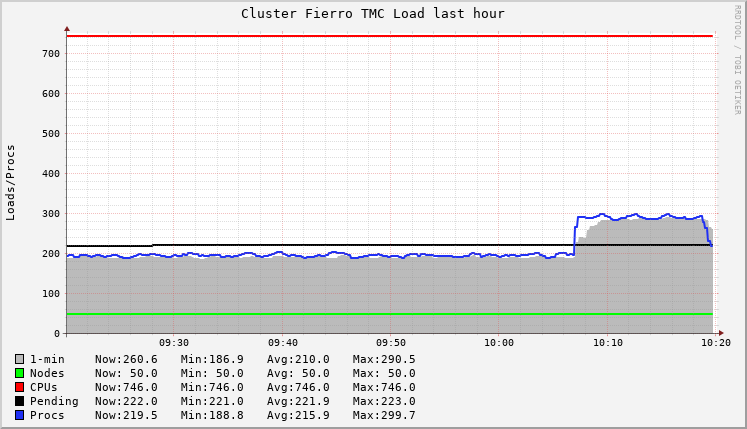 Cluster Fierro TMC Load last hour
RRDTOOL / TOBI OETIKER
Loads/Procs
700
600
500
400
300
200
100
0
09:30 09:40 09:50 10:00 10:10 10:20
1-min Now:260.6 Min:186.9 Avg:210.0 Max:290.5
Nodes Now: 50.0 Min: 50.0 Avg: 50.0 Max: 50.0
CPUs Now:746.0 Min:746.0 Avg:746.0 Max:746.0
Pending Now:222.0 Min:221.0 Avg:221.9 Max:223.0
Procs Now:219.5 Min:188.8 Avg:215.9 Max:299.7